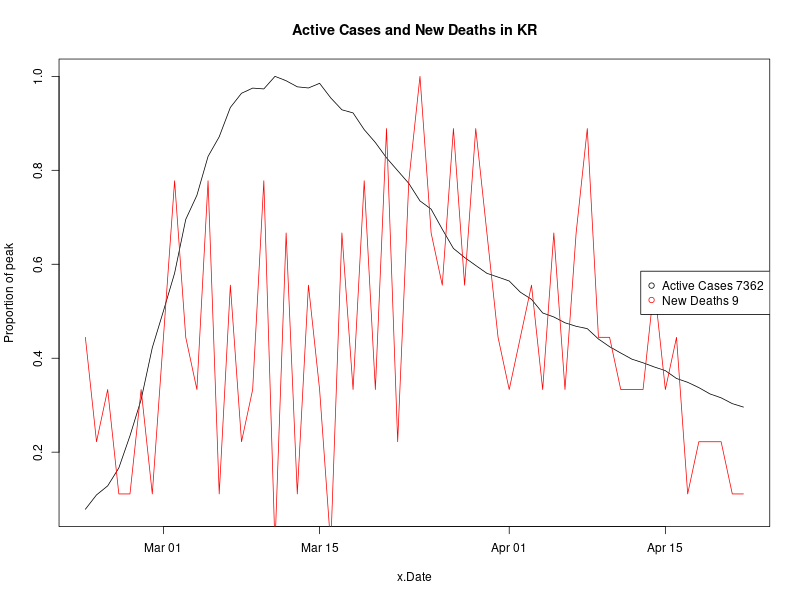 Active Cases and New Deaths in KR
Proportion of peak
1.0
0.8
0.6
0.4
0.2
Active Cases 7362
New Deaths 9
Mar 01
Mar 15
Apr 01
Apr 15
x.Date